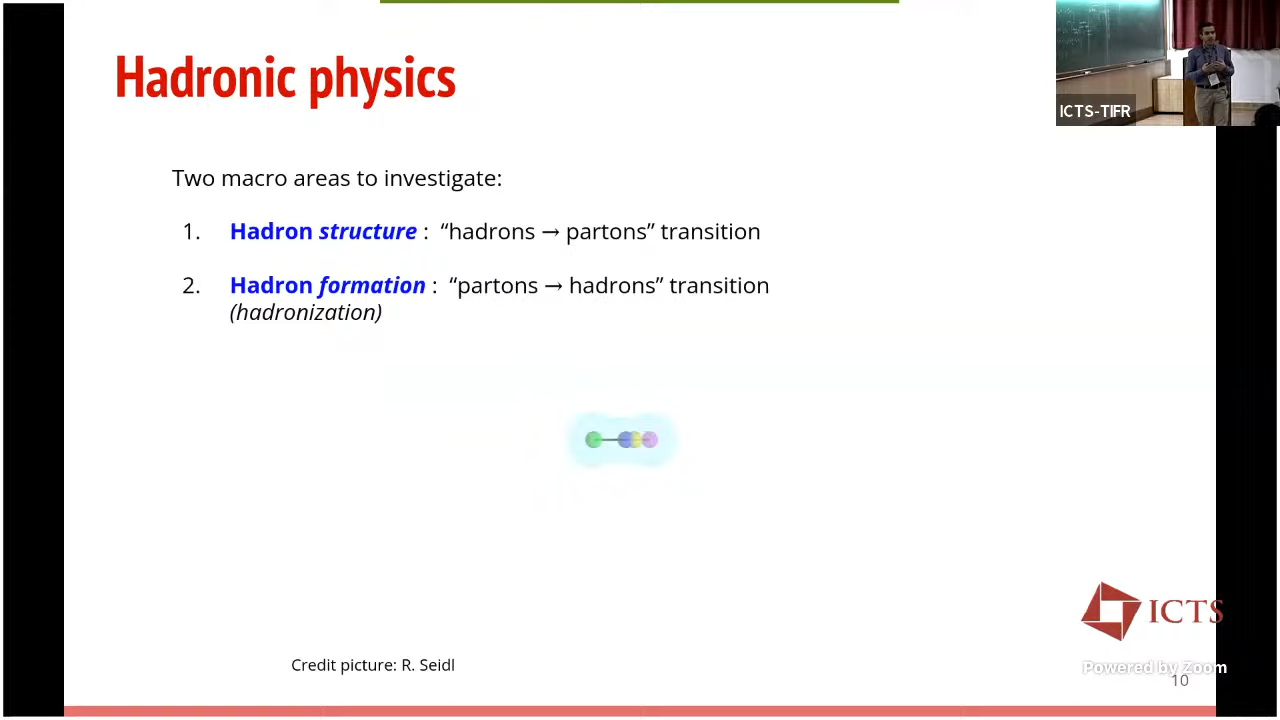 Hadronic physics
ICTS-TIFR
Two macro areas to investigate:
1. Hadron structure : “hadrons → partons” transition
2. Hadron formation : “partons → hadrons” transition
(hadronization)
ICTS
Credit picture: R. Seidl
Powered by Zoom
10